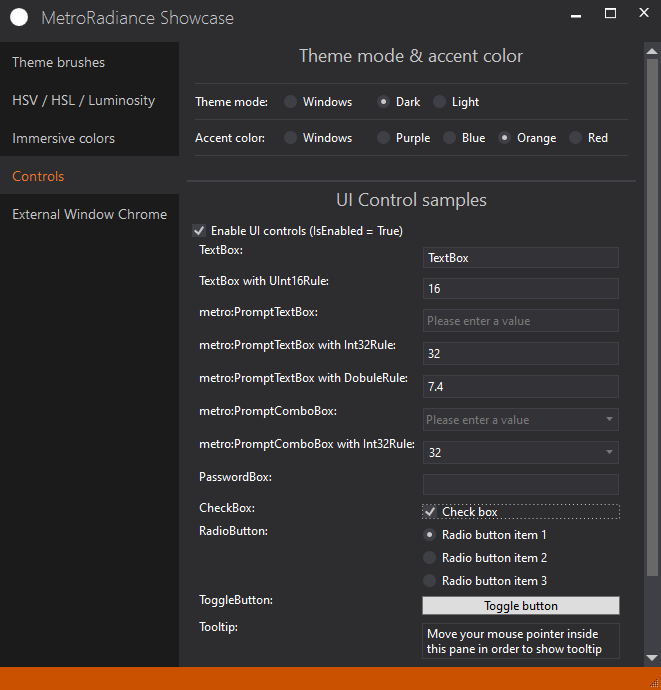 MetroRadiance Showcase
Theme brushes
HSV / HSL / Luminosity
Immersive colors
Controls
External Window Chrome
Theme mode & accent color
Theme mode: Windows Dark Light
Accent color: Windows Purple Blue Orange Red
UI Control samples
Enable UI controls (IsEnabled = True)
TextBox: TextBox
TextBox with UInt16Rule: 16
metro:PromptTextBox: Please enter a value
metro:PromptTextBox with Int32Rule: 32
metro:PromptTextBox with DobuleRule: 7.4
metro:PromptComboBox: Please enter a value
metro:PromptComboBox with Int32Rule: 32
PasswordBox:
CheckBox: Check box
RadioButton: Radio button item 1
Radio button item 2
Radio button item 3
ToggleButton: Toggle button
Tooltip: Move your mouse pointer inside
this pane in order to show tooltip